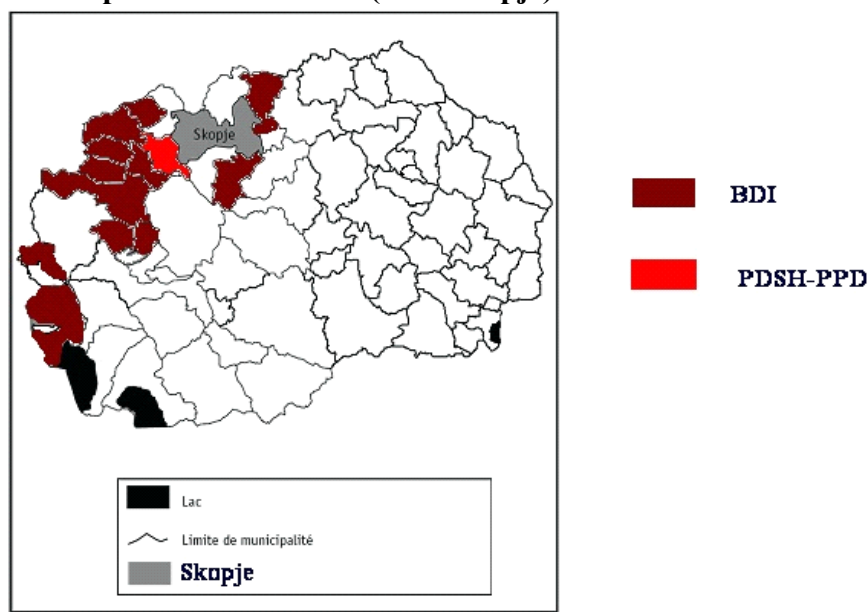 Skopje
BDI
PDSH-PPD
Lac
Limite de municipalité
Skopje